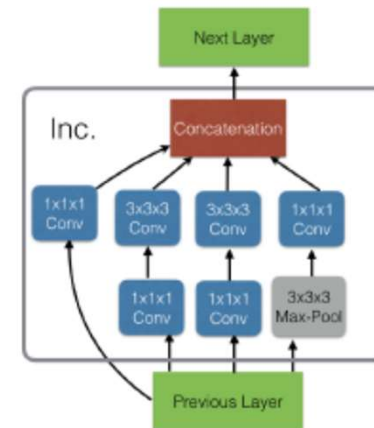 Next Layer
Inc.
Concatenation
1x1x1
Conv
3x3x3
Conv
3x3x3
Conv
1x1x1
Conv
1x1x1
Conv
1x1x1
Conv
3x3x3
Max-Pool
Previous Layer